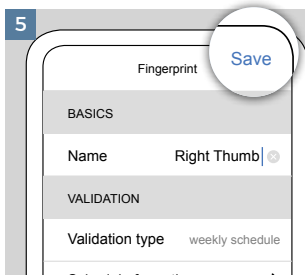 5
Fingerprint Save
BASICS
Name Right Thumb
VALIDATION
Validation type weekly schedule